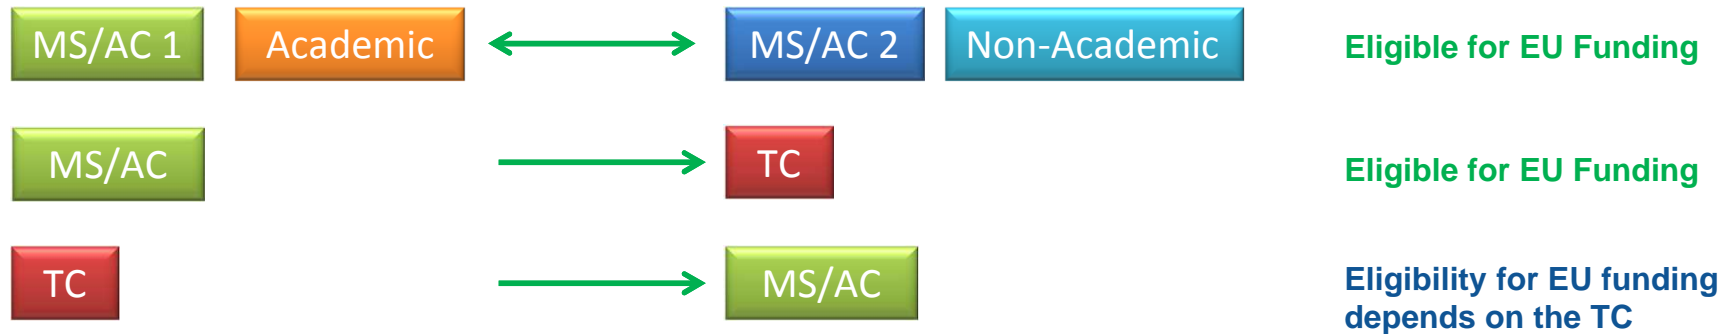 MS/AC 1 Academic MS/AC 2 Non-Academic Eligible for EU Funding
MS/AC TC Eligible for EU Funding
TC MS/AC Eligibility for EU funding
depends on the TC